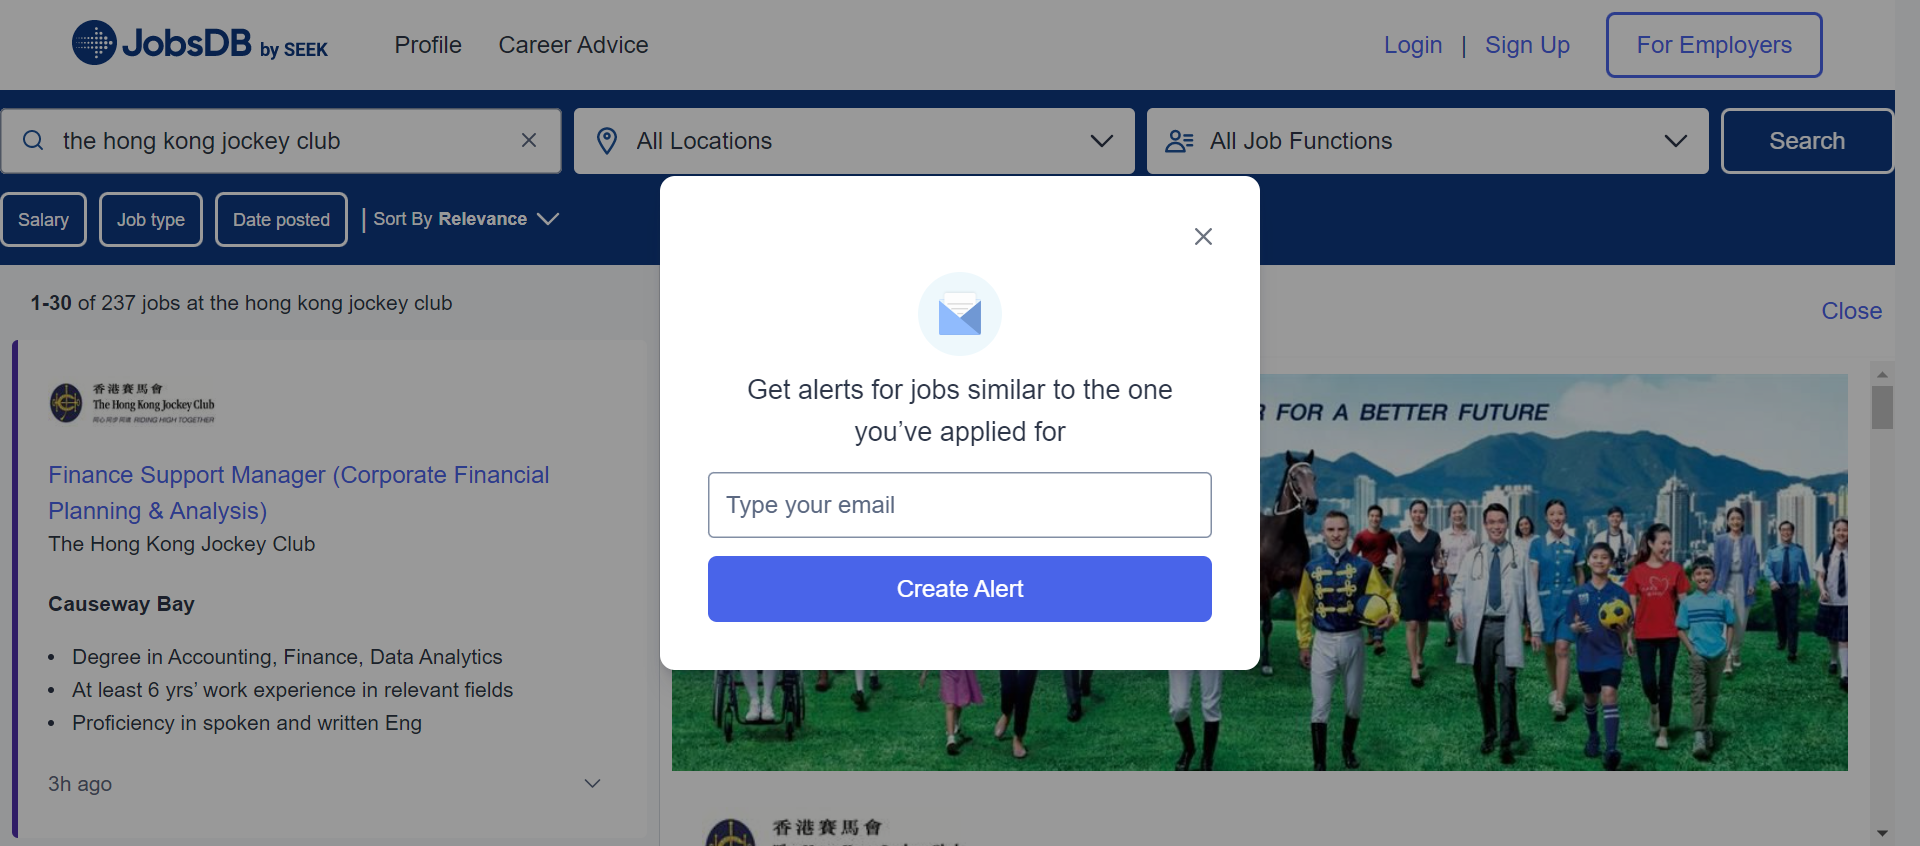 JobsDB by SEEK
Profile
Career Advice
Login | Sign Up
For Employers
the hong kong jockey club
All Locations
All Job Functions
Search
Salary
Job type
Date posted
| Sort By Relevance
1-30 of 237 jobs at the hong kong jockey club
Close
香港賽馬會
The Hong Kong Jockey Club
RIDING HIGH TOGETHER
Finance Support Manager (Corporate Financial
Planning & Analysis)
The Hong Kong Jockey Club
Causeway Bay
• Degree in Accounting, Finance, Data Analytics
• At least 6 yrs’ work experience in relevant fields
• Proficiency in spoken and written Eng
3h ago
Get alerts for jobs similar to the one
you’ve applied for
Type your email
Create Alert
FOR A BETTER FUTURE
香港賽馬會